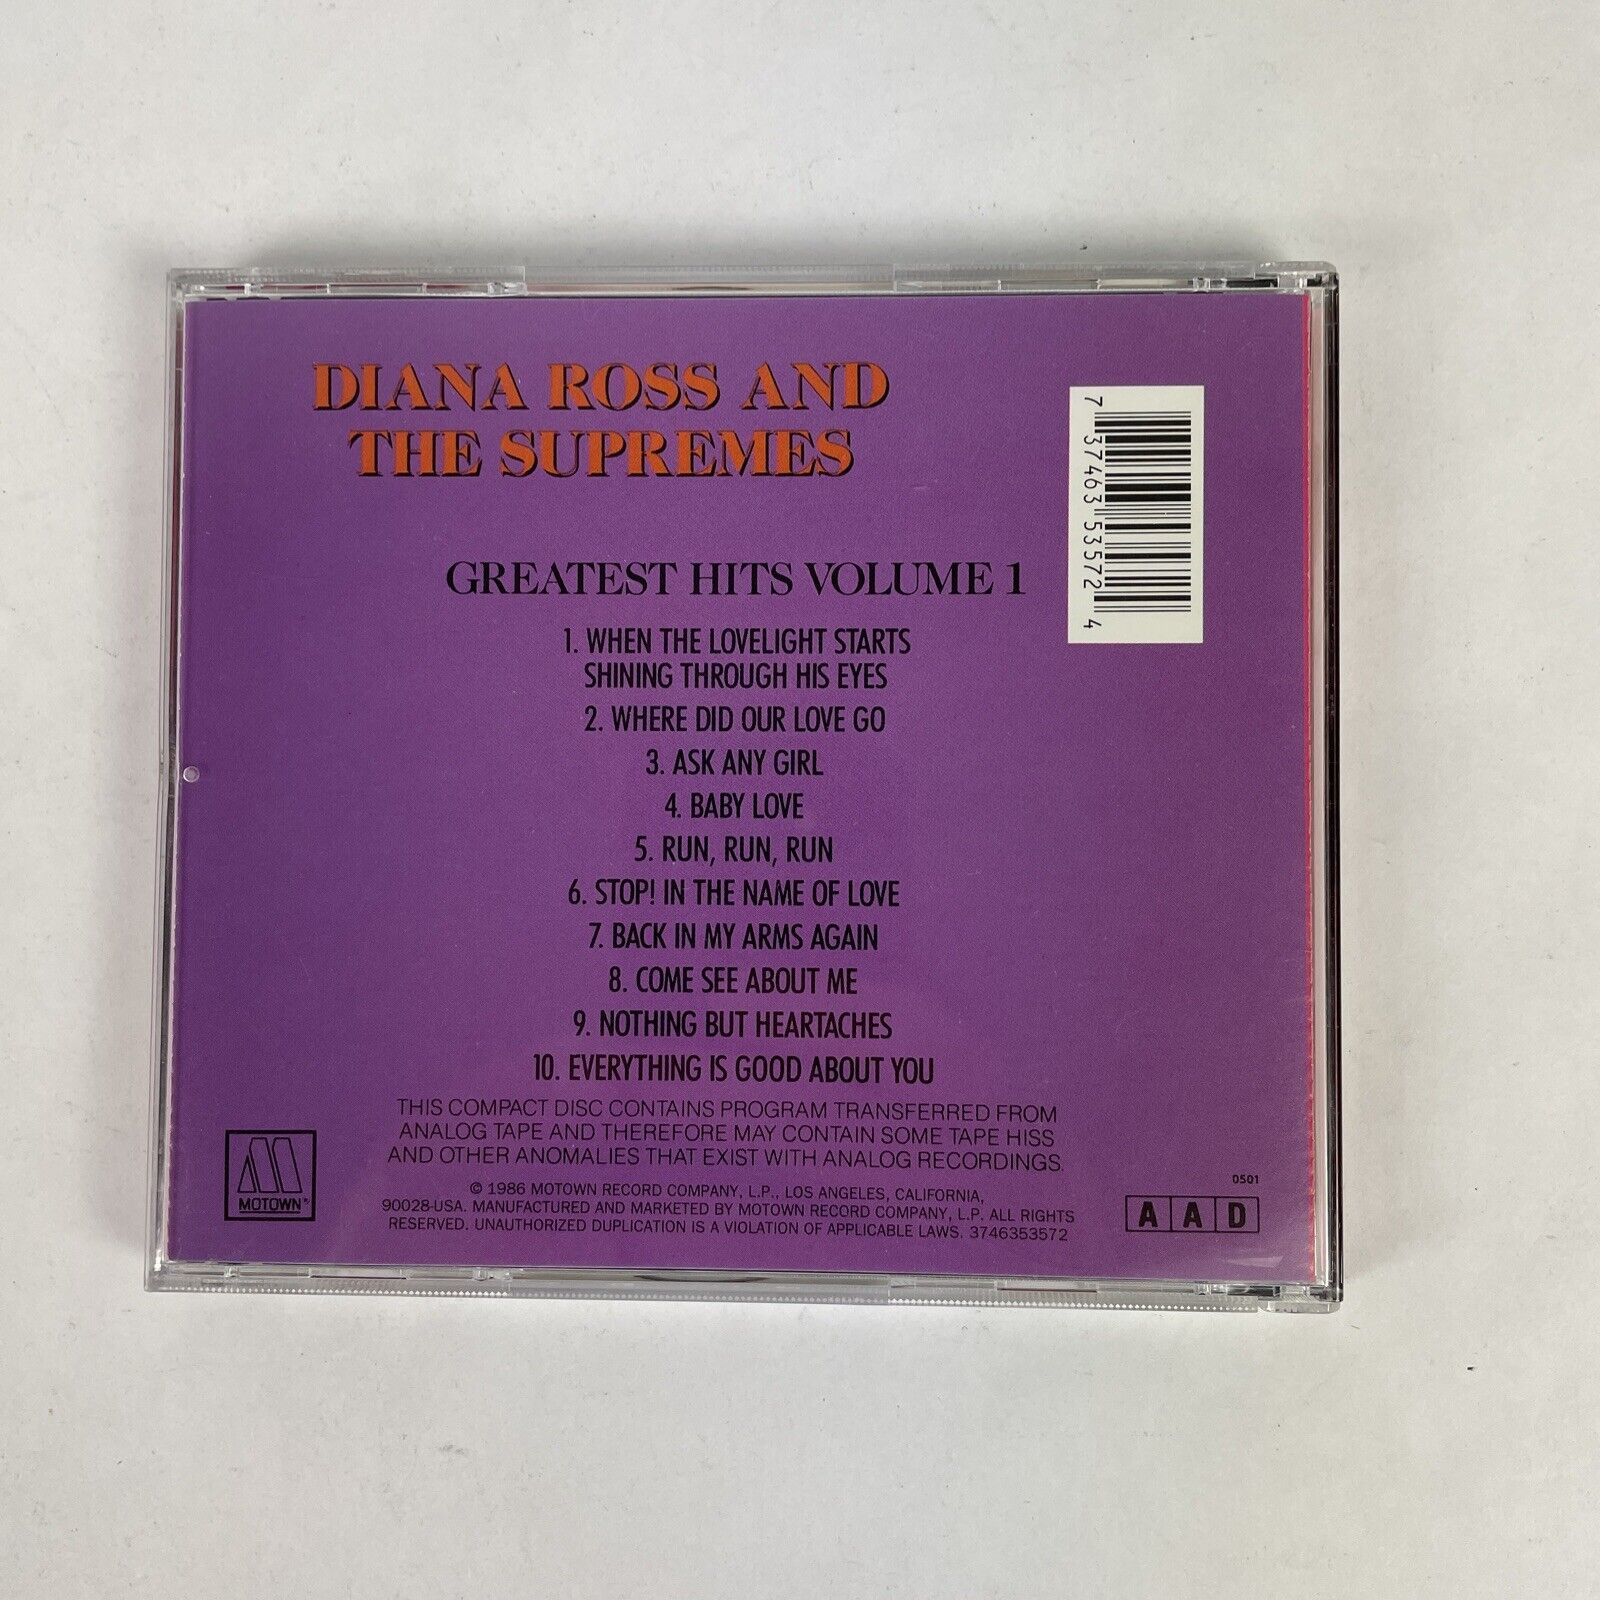 DIANA ROSS AND
THE SUPREMES
7 37463 53572 4
GREATEST HITS VOLUME 1
1. WHEN THE LOVELIGHT STARTS
SHINING THROUGH HIS EYES
2. WHERE DID OUR LOVE GO
3. ASK ANY GIRL
4. BABY LOVE
5. RUN, RUN, RUN
6. STOP! IN THE NAME OF LOVE
7. BACK IN MY ARMS AGAIN
8. COME SEE ABOUT ME
9. NOTHING BUT HEARTACHES
10. EVERYTHING IS GOOD ABOUT YOU
THIS COMPACT DISC CONTAINS PROGRAM TRANSFERRED FROM
ANALOG TAPE AND THEREFORE MAY CONTAIN SOME TAPE HISS
AND OTHER ANOMALIES THAT EXIST WITH ANALOG RECORDINGS.
© 1986 MOTOWN RECORD COMPANY, L.P., LOS ANGELES, CALIFORNIA,
90028-USA. MANUFACTURED AND MARKETED BY MOTOWN RECORD COMPANY, L.P. ALL RIGHTS
RESERVED. UNAUTHORIZED DUPLICATION IS A VIOLATION OF APPLICABLE LAWS. 3746353572
MOTOWN®
0501
A A D